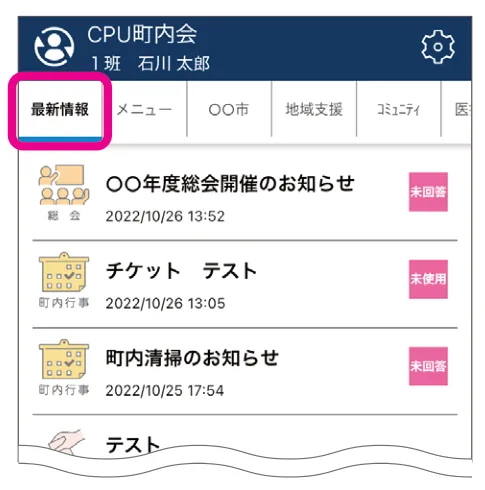 CPU町内会
1班　石川 太郎
最新情報
メニュー
〇〇市
地域支援
コミュニティ
医
〇〇年度総会開催のお知らせ
未回答
総 会
2022/10/26 13:52
チケット　テスト
未使用
町内行事
2022/10/26 13:05
町内清掃のお知らせ
未回答
町内行事
2022/10/25 17:54
テスト